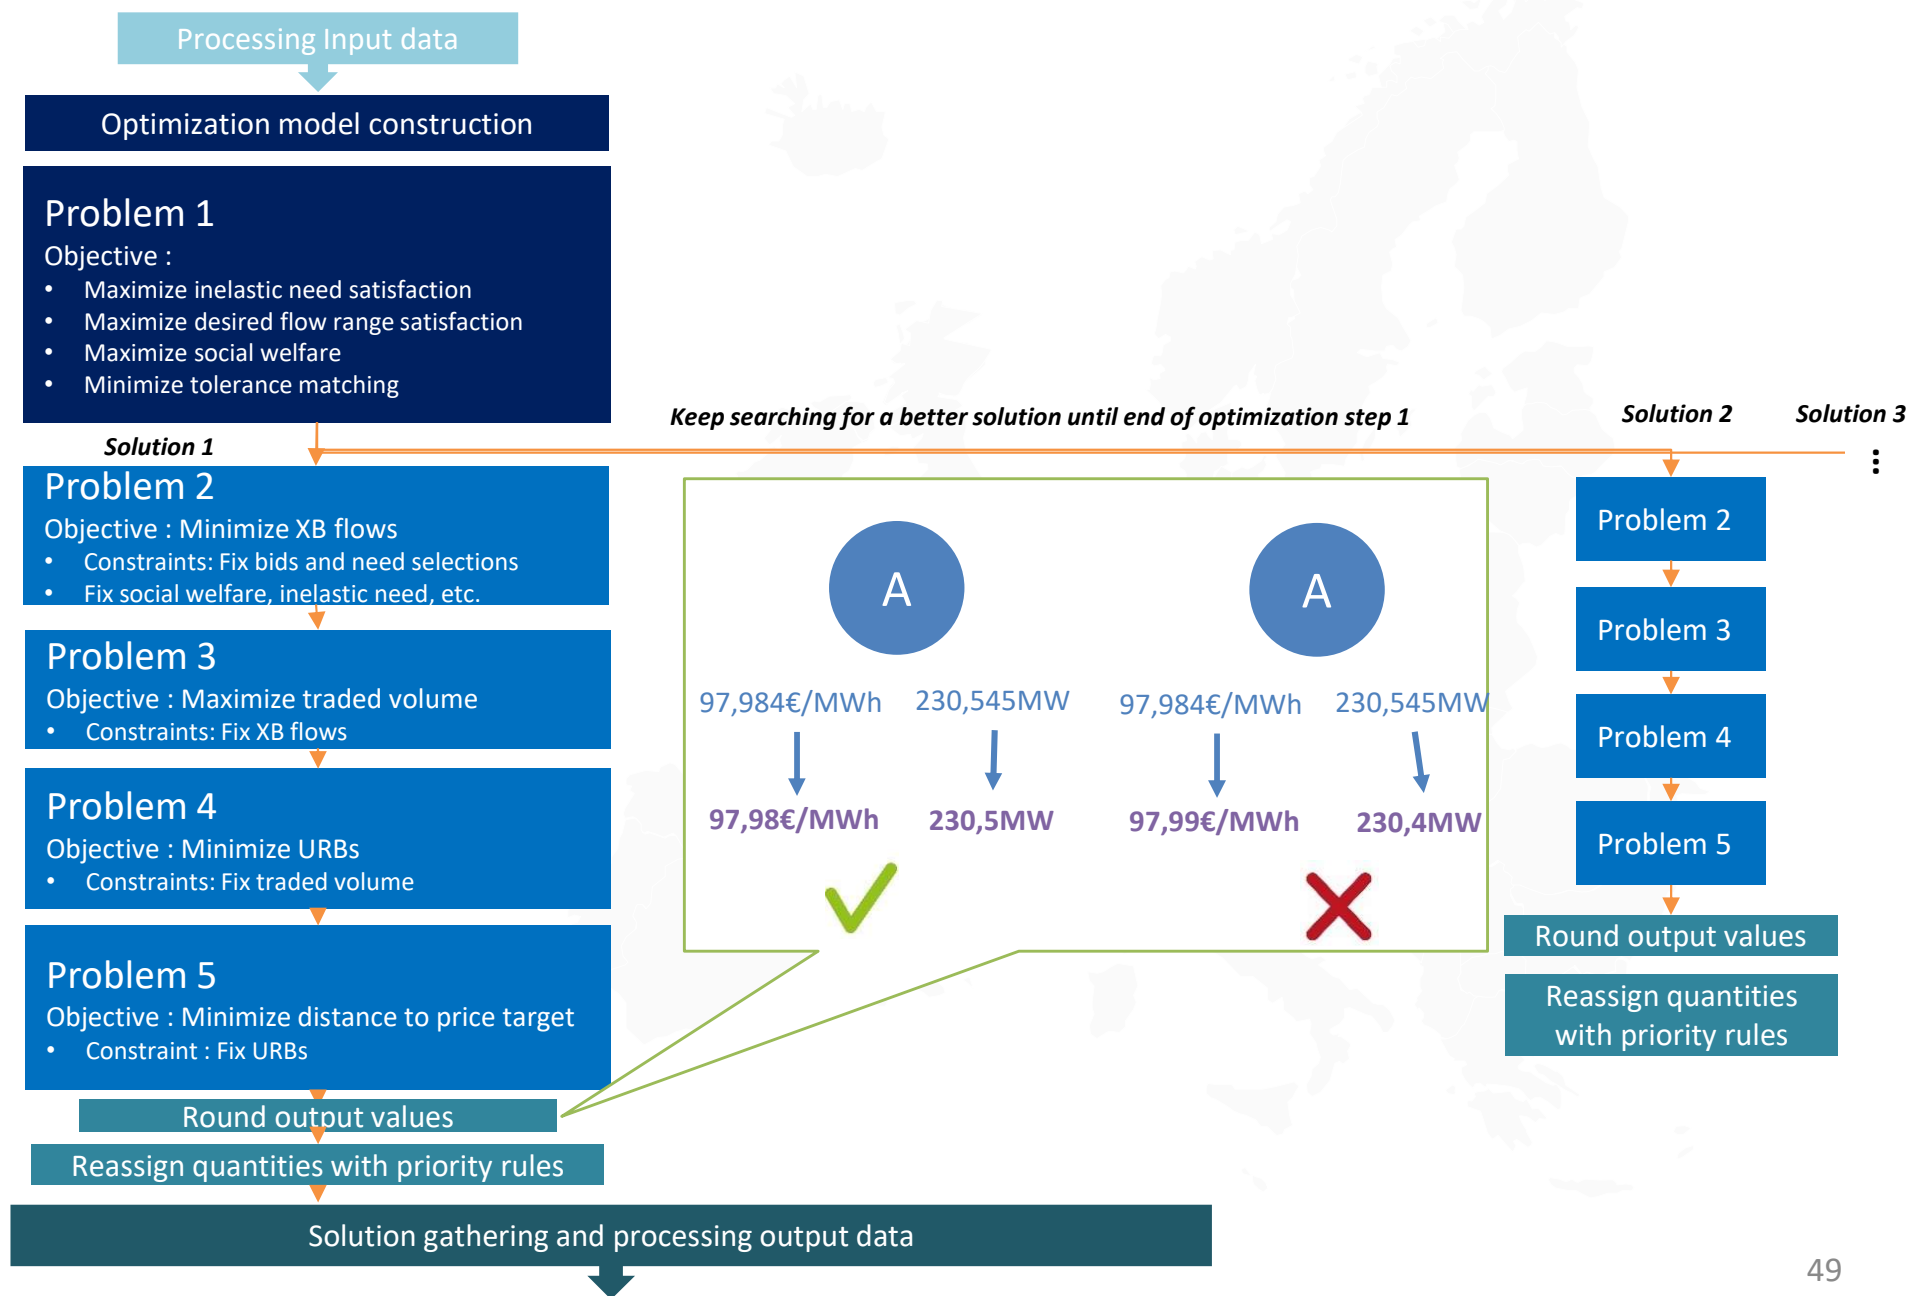 Processing Input data
Optimization model construction
Problem 1
Objective :
• Maximize inelastic need satisfaction
• Maximize desired flow range satisfaction
• Maximize social welfare
• Minimize tolerance matching
Solution 1
Keep searching for a better solution until end of optimization step 1
Solution 2
Solution 3
...
Problem 2
Objective : Minimize XB flows
• Constraints: Fix bids and need selections
• Fix social welfare, inelastic need, etc.
Problem 3
Objective : Maximize traded volume
• Constraints: Fix XB flows
Problem 4
Objective : Minimize URBs
• Constraints: Fix traded volume
Problem 5
Objective : Minimize distance to price target
• Constraint : Fix URBs
Round output values
Reassign quantities with priority rules
Solution gathering and processing output data
A
97,984€/MWh 230,545MW
97,98€/MWh 230,5MW
A
97,984€/MWh 230,545MW
97,99€/MWh 230,4MW
Problem 2
Problem 3
Problem 4
Problem 5
Round output values
Reassign quantities
with priority rules
49